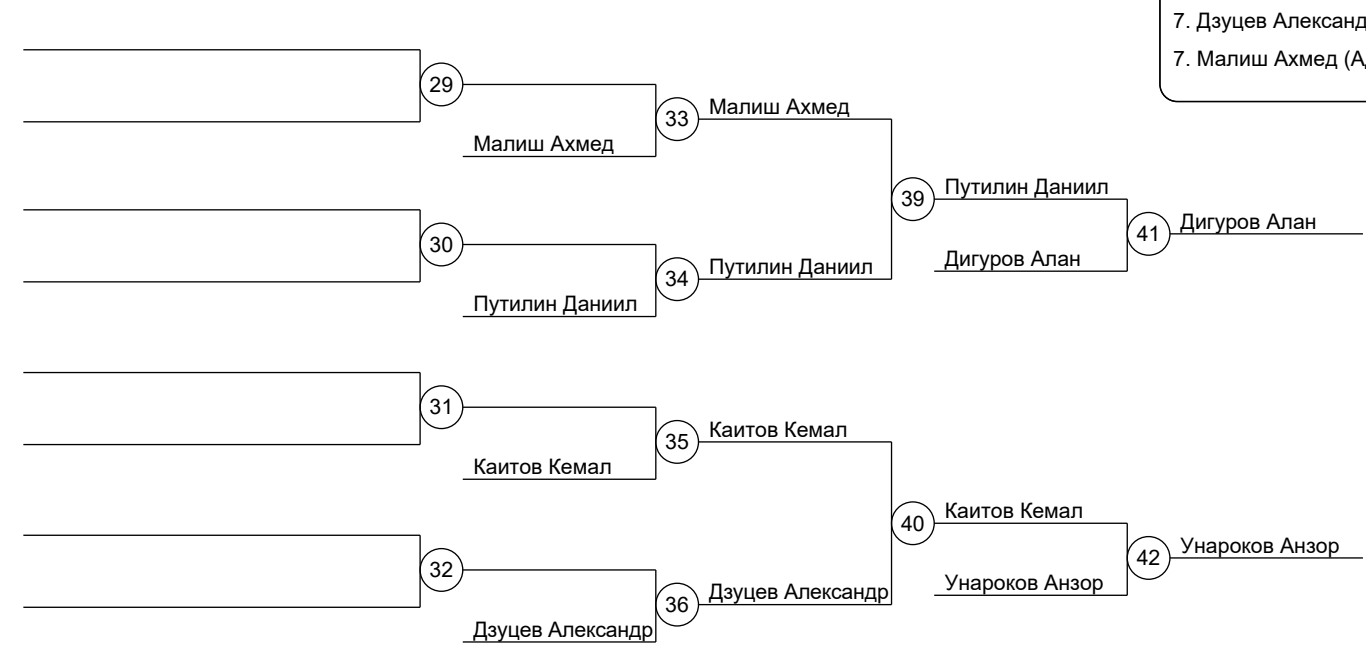 7. Дзуцев Александ
7. Малиш Ахмед (А
29
Малиш Ахмед
33
Малиш Ахмед
30
Путилин Даниил
34
Путилин Даниил
39
Путилин Даниил
Дигуров Алан
41
Дигуров Алан
31
Каитов Кемал
35
Каитов Кемал
32
Дзуцев Александр
36
Дзуцев Александр
40
Каитов Кемал
Унароков Анзор
42
Унароков Анзор